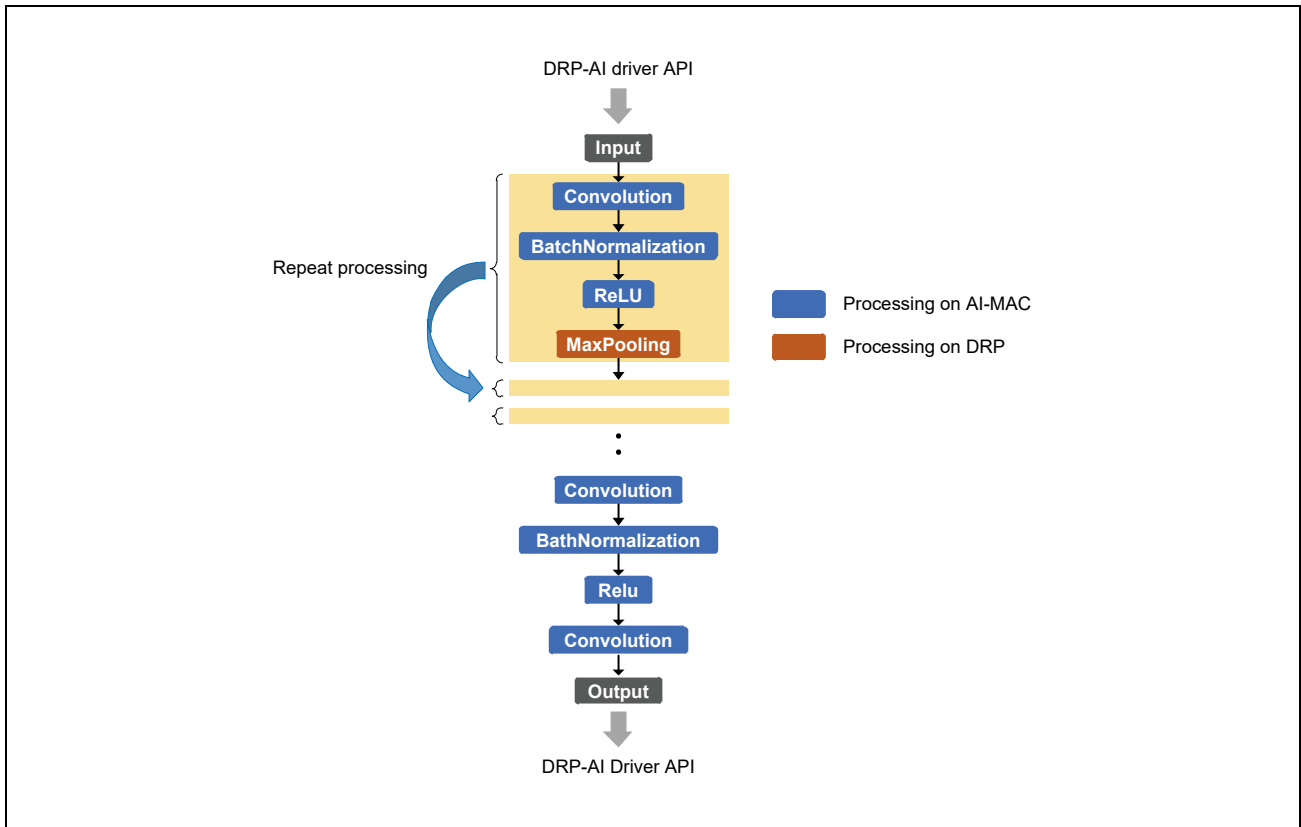 DRP-AI driver API
Input
Convolution
BatchNormalization
Repeat processing
ReLU
Processing on AI-MAC
MaxPooling
Processing on DRP
Convolution
BathNormalization
Relu
Convolution
Output
DRP-AI Driver API